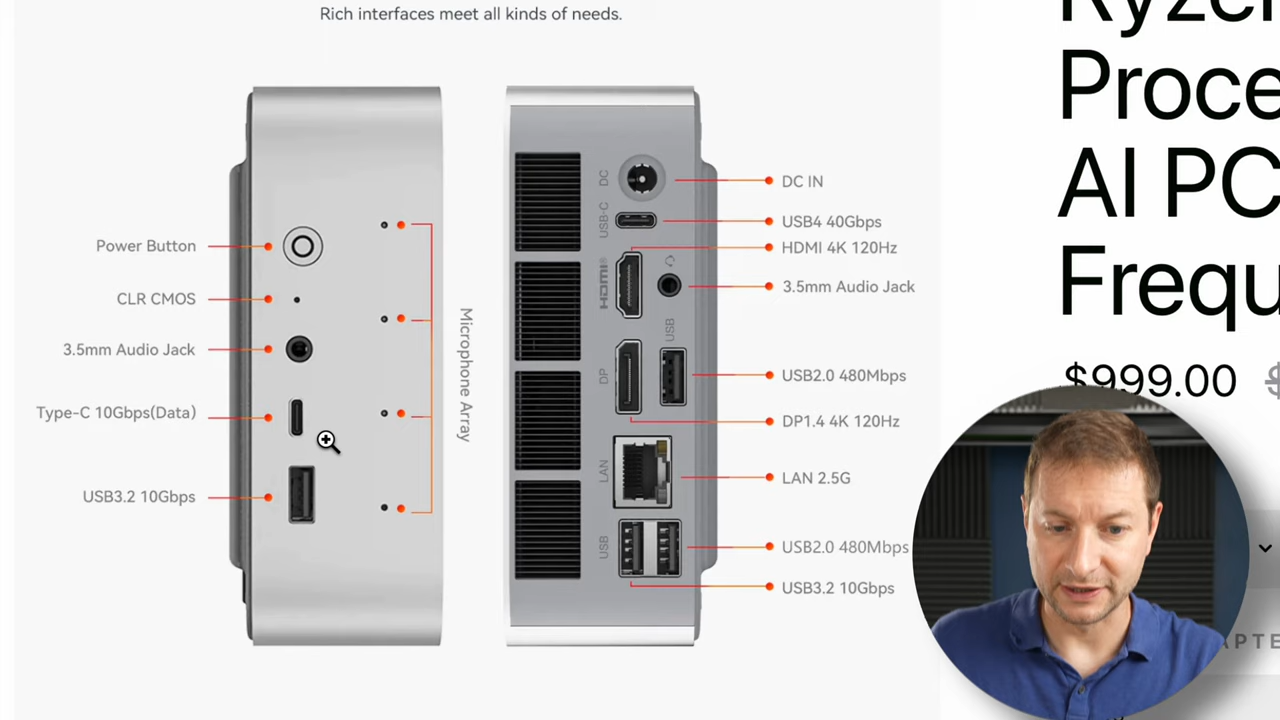 Rich interfaces meet all kinds of needs.
Power Button
CLR CMOS
3.5mm Audio Jack
Type-C 10Gbps(Data)
USB3.2 10Gbps
Microphone Array
DC
USB-C
HDMI
USB
DP
LAN
USB
DC IN
USB4 40Gbps
HDMI 4K 120Hz
3.5mm Audio Jack
USB2.0 480Mbps
DP1.4 4K 120Hz
LAN 2.5G
USB2.0 480Mbps
USB3.2 10Gbps
Ryzen
Proce
AI PC
Frequ
$999.00
APTE